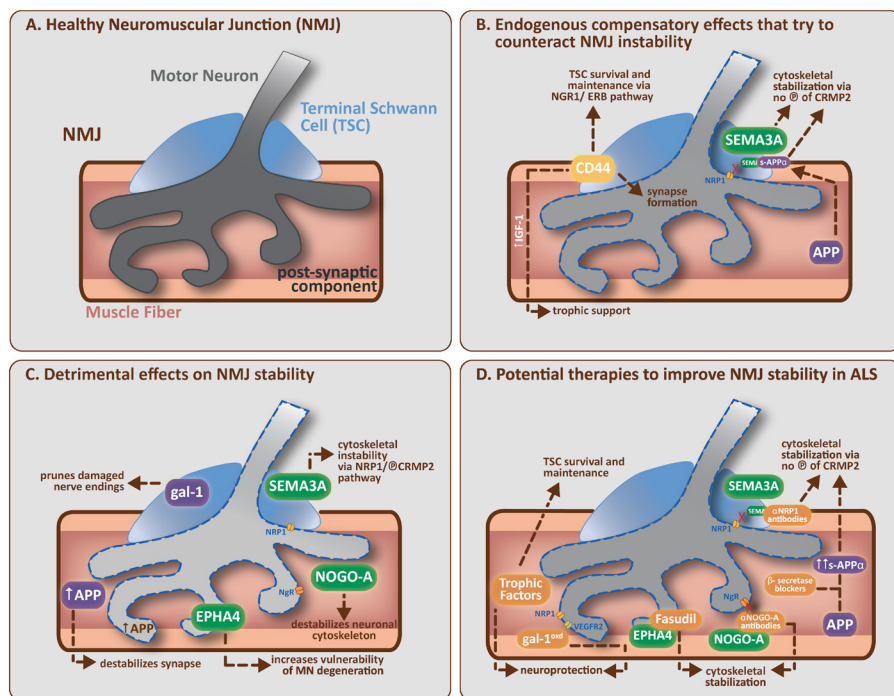 A. Healthy Neuromuscular Junction (NMJ)
Motor Neuron
Terminal Schwann
Cell (TSC)
NMJ
post-synaptic
component
Muscle Fiber
B. Endogenous compensatory effects that try to
counteract NMJ instability
TSC survival and
maintenance via
NGR1/ ERB pathway
cytoskeletal
stabilization via
no Ⓟ of CRMP2
SEMA3A
SEMA
s-APPα
CD44
NRP1
synapse
formation
↑IGF-1
APP
trophic support
C. Detrimental effects on NMJ stability
cytoskeletal
instability
via NRP1/ⓅCRMP2
pathway
prunes damaged
nerve endings
gal-1
SEMA3A
NRP1
NOGO-A
NgR
↑APP
EPHA4
↑APP
destabilizes neuronal
cytoskeleton
destabilizes synapse
increases vulnerability
of MN degeneration
D. Potential therapies to improve NMJ stability in ALS
cytoskeletal
stabilization via
no Ⓟ of CRMP2
TSC survival and
maintenance
SEMA3A
SEMA
αNRP1
antibodies
NRP1
↑↑s-APPα
β- secretase
blockers
Trophic
Factors
NgR
NRP1
VEGFR2
Fasudil
αNOGO-A
antibodies
APP
gal-1oxd
EPHA4
NOGO-A
neuroprotection
cytoskeletal
stabilization